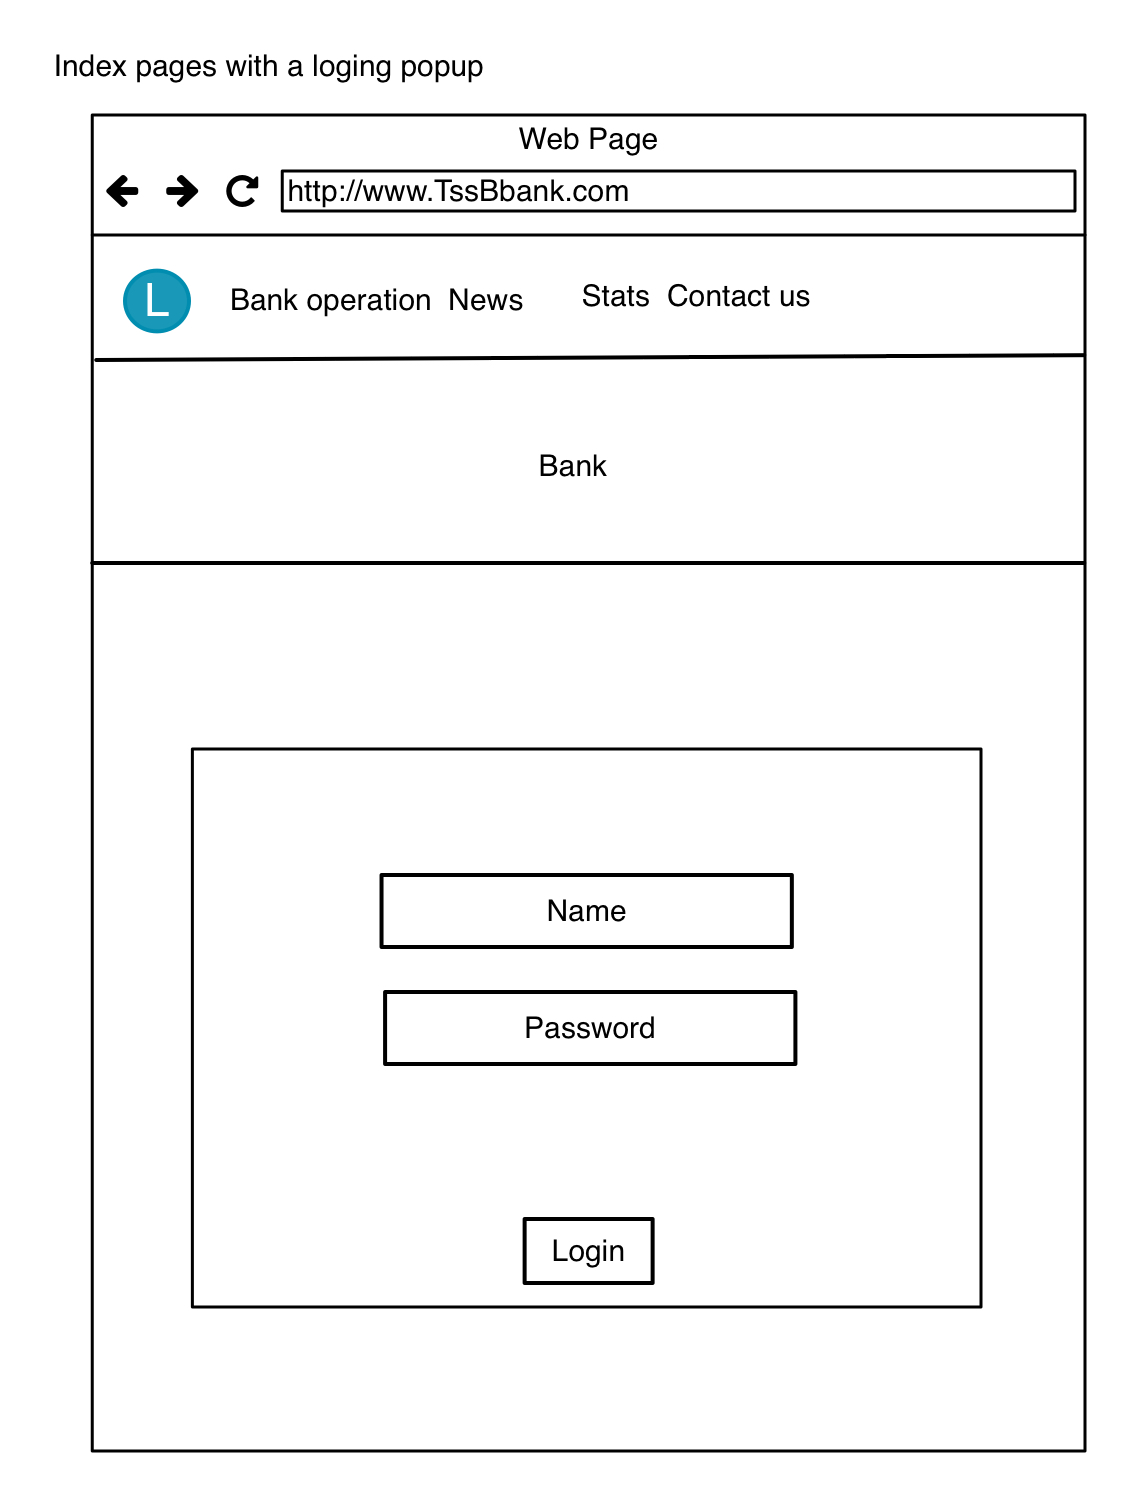 Index pages with a loging popup
Web Page
http://www.TssBbank.com
L
Bank operation News Stats Contact us
Bank
Name
Password
Login